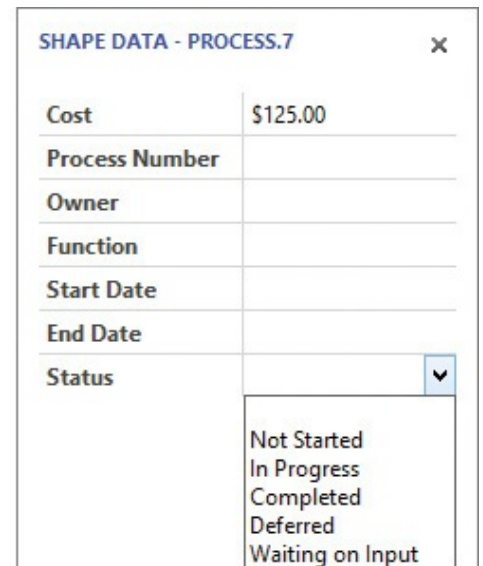 SHAPE DATA - PROCESS.7
Cost $125.00
Process Number
Owner
Function
Start Date
End Date
Status
Not Started
In Progress
Completed
Deferred
Waiting on Input